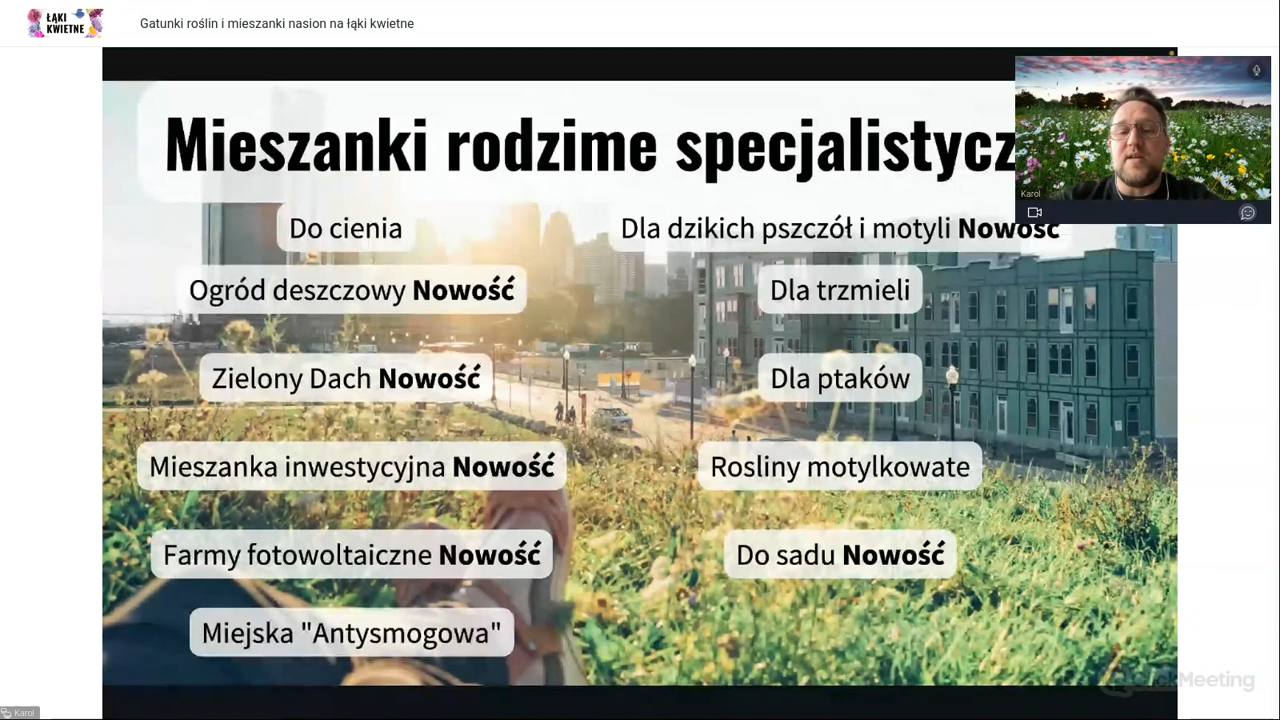 ŁĄKI
KWIETNE
Gatunki roślin i mieszanki nasion na łąki kwietne
Mieszanki rodzime specjalistycz
Karol
Do cienia
Dla dzikich pszczół i motyli Nowość
Ogród deszczowy Nowość
Dla trzmieli
Zielony Dach Nowość
Dla ptaków
Mieszanka inwestycyjna Nowość
Rosliny motylkowate
Farmy fotowoltaiczne Nowość
Do sadu Nowość
Miejska "Antysmogowa"
Karol